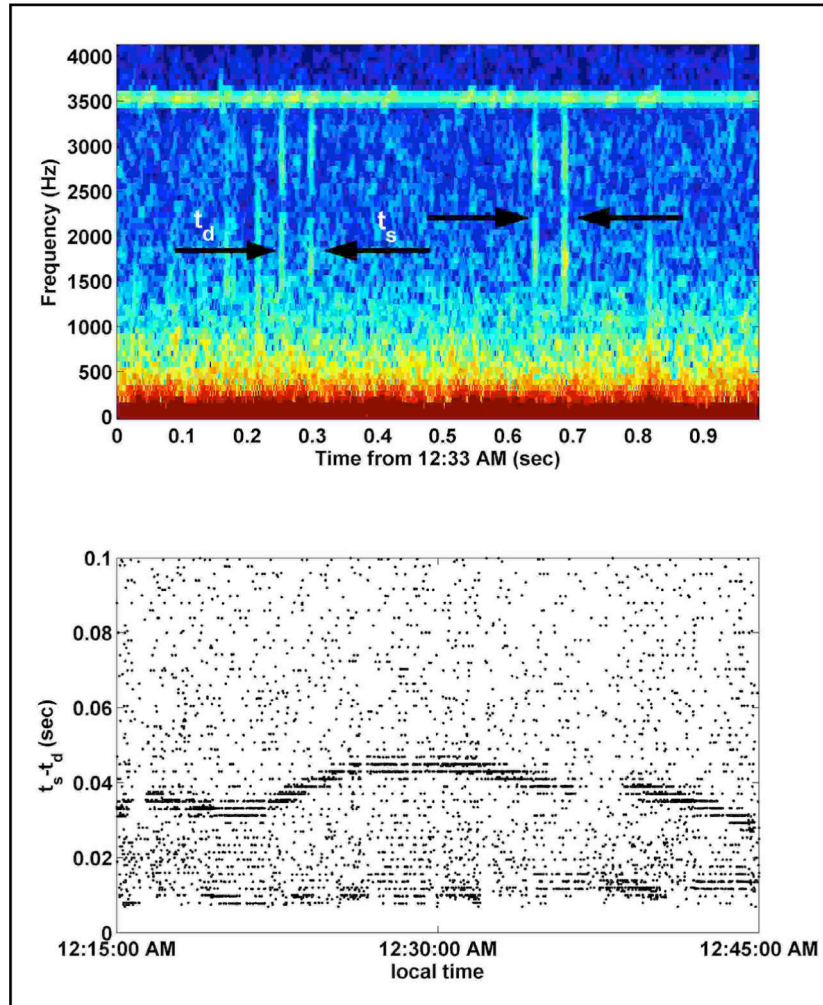 4000
3500
3000
2500
2000
1500
1000
500
0
Frequency (Hz)
t_d
t_s
0 0.1 0.2 0.3 0.4 0.5 0.6 0.7 0.8 0.9
Time from 12:33 AM (sec)
0.1
0.08
0.06
0.04
0.02
0
t_s-t_d (sec)
12:15:00 AM 12:30:00 AM 12:45:00 AM
local time